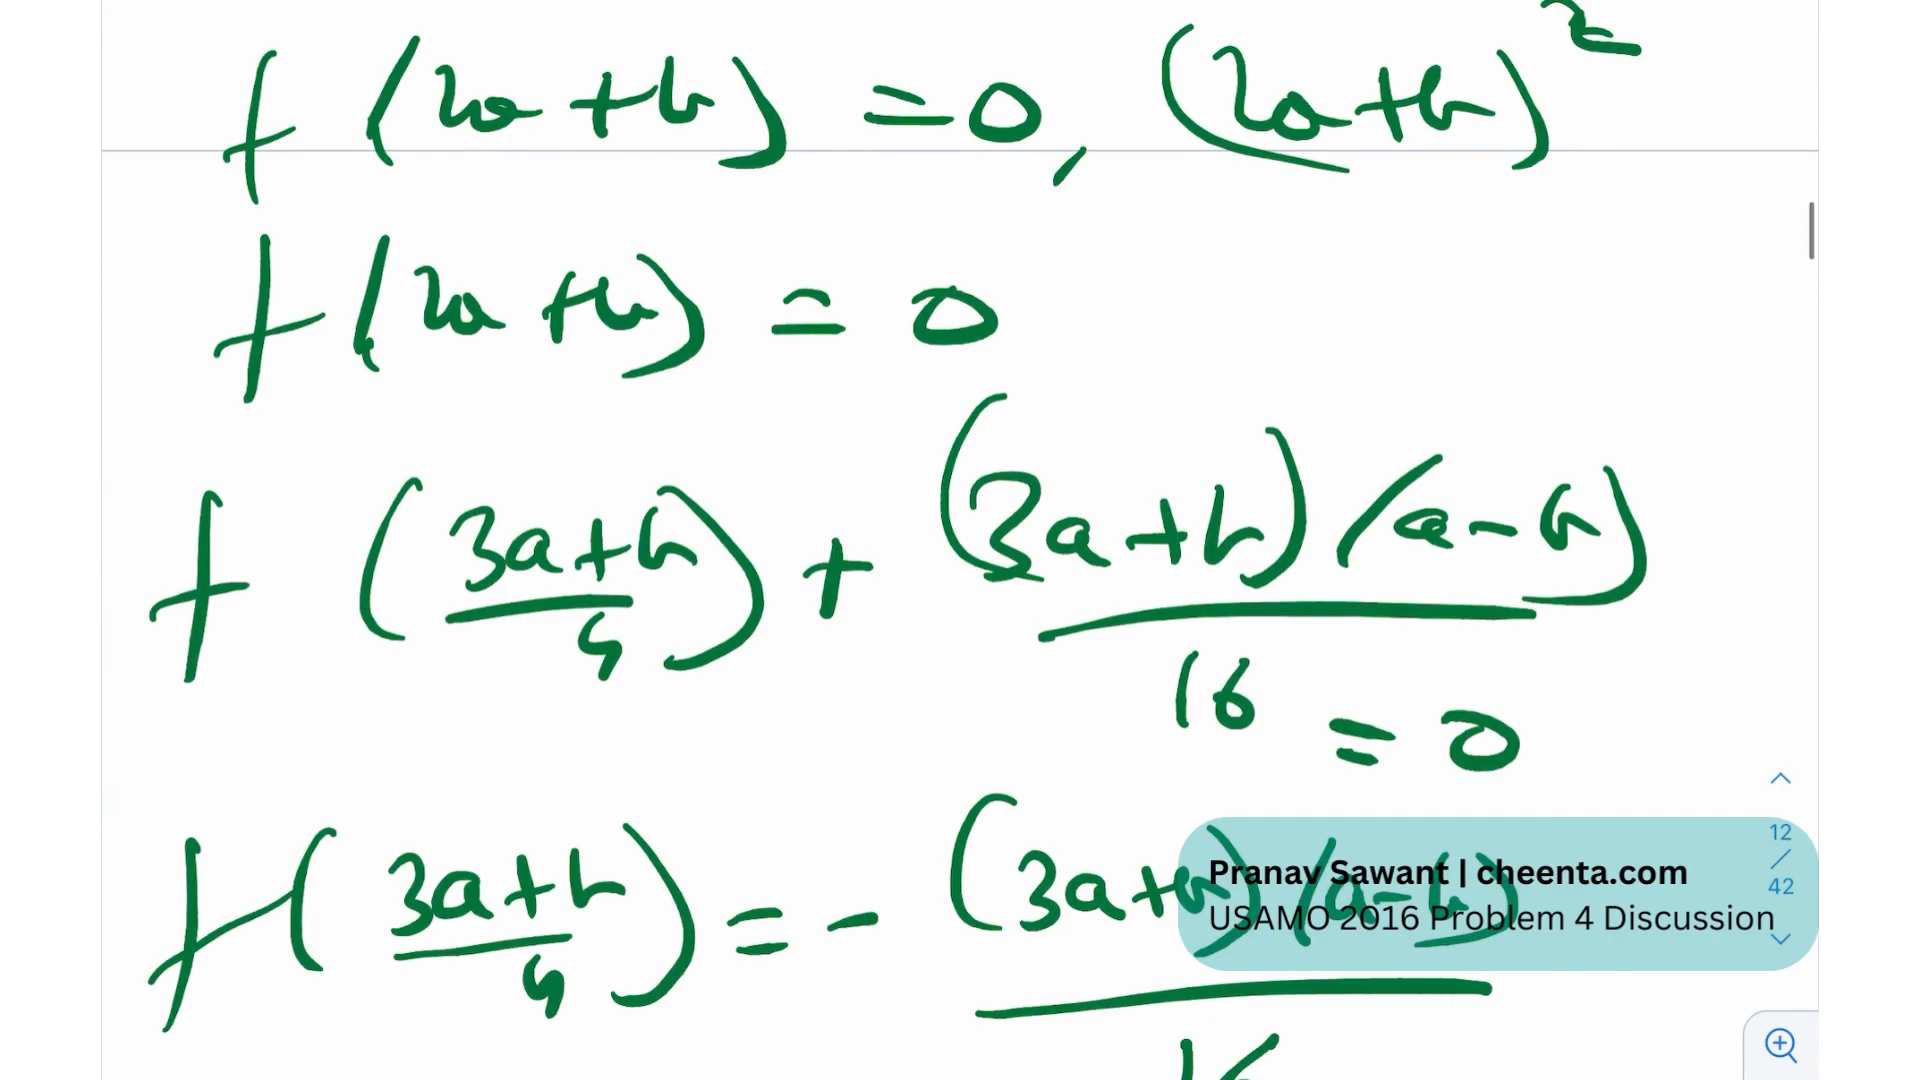 f(2a+b) = 0, (2a+b)²
f(2a+b) = 0
f((3a+b)/4) + ((3a+b)(a-b))/16 = 0
f((3a+b)/4) = - ((3a+b)(a-b))/16
12
/
42
Pranav Sawant | cheenta.com
USAMO 2016 Problem 4 Discussion